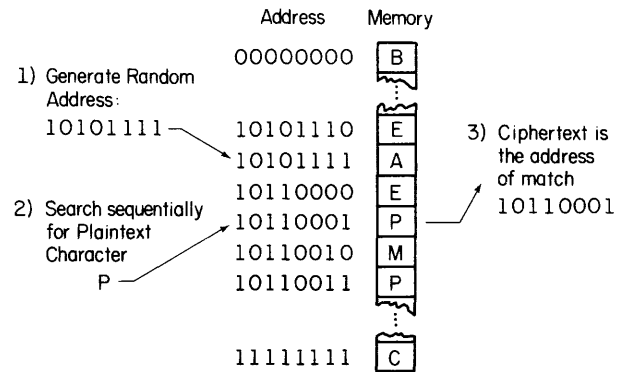 Address Memory
00000000 B
1) Generate Random
Address:
10101111
10101110 E
10101111 A
10110000 E
2) Search sequentially
for Plaintext
Character
P
10110001 P
10110010 M
10110011 P
3) Ciphertext is
the address
of match
10110001
11111111 C